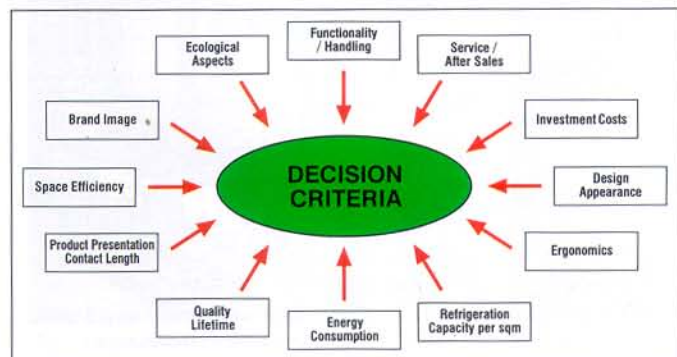 Functionality
/ Handling
Ecological
Aspects
Service /
After Sales
Brand Image
Investment Costs
DECISION
CRITERIA
Space Efficiency
Design
Appearance
Product Presentation
Contact Length
Ergonomics
Quality
Lifetime
Energy
Consumption
Refrigeration
Capacity per sqm